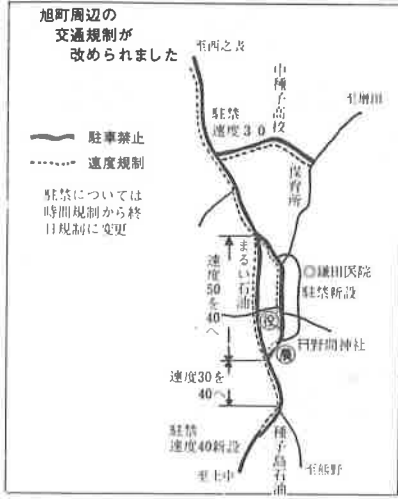 旭町周辺の
交通規制が
改められました
駐車禁止
速度規制
駐禁については
時間規制から終
日規制に変更
至西之表
中種子高校
至増田
駐禁
速度30
保育所
まるい石油
速度50を40へ
◎鎌田医院
駐禁新設
役
農
野間神社
速度30を
40へ
駐禁
速度40新設
種子島石油
至上中
至熊野